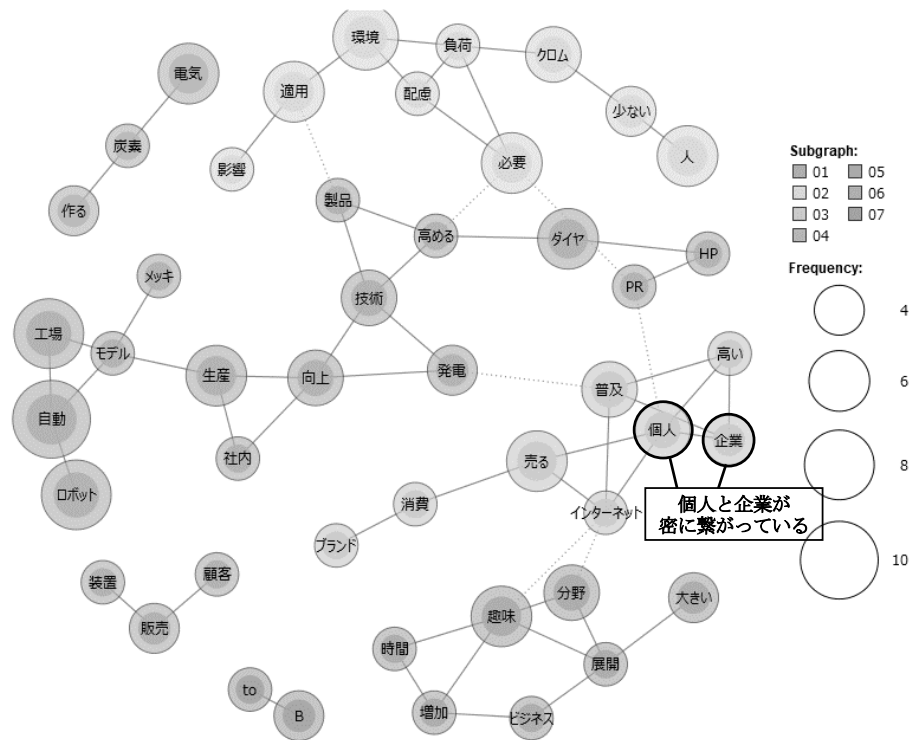 環境
負荷
クロム
電気
適用
配慮
少ない
炭素
人
影響
必要
作る
製品
高める
ダイヤ
HP
PR
メッキ
技術
工場
モデル
高い
生産
向上
発電
普及
自動
個人
企業
社内
売る
ロボット
消費
インターネット
個人と企業が
密に繋がっている
ブランド
装置
顧客
分野
大きい
販売
趣味
時間
展開
to
B
増加
ビジネス
Subgraph:
01 05
02 06
03 07
04
Frequency:
4
6
8
10